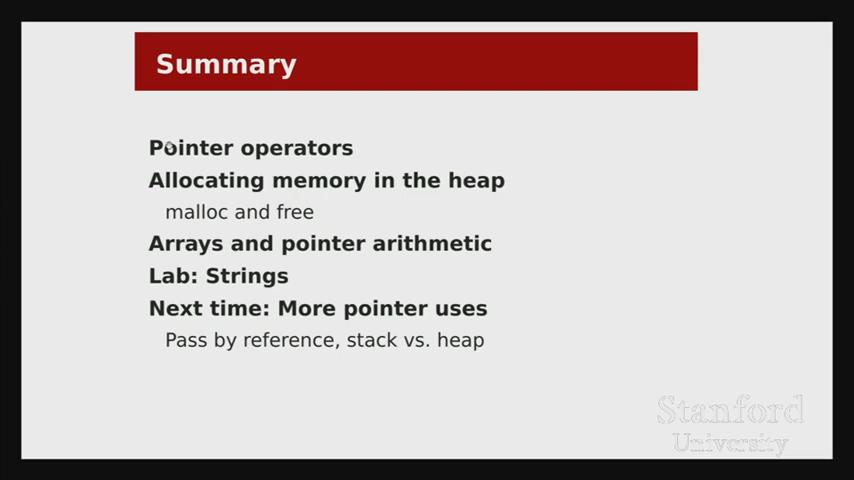 Summary
Pointer operators
Allocating memory in the heap
malloc and free
Arrays and pointer arithmetic
Lab: Strings
Next time: More pointer uses
Pass by reference, stack vs. heap
Stanford
University